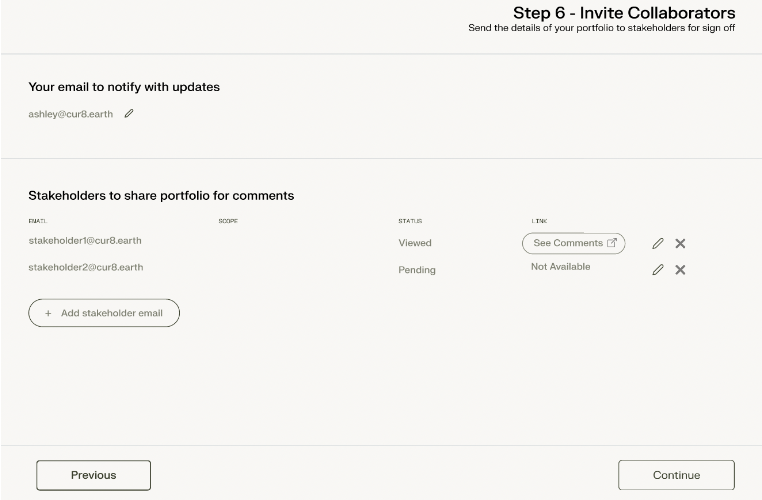 Step 6 - Invite Collaborators
Send the details of your portfolio to stakeholders for sign off
Your email to notify with updates
ashley@cur8.earth
Stakeholders to share portfolio for comments
EMAIL SCOPE STATUS LINK
stakeholder1@cur8.earth Viewed See Comments
stakeholder2@cur8.earth Pending Not Available
+ Add stakeholder email
Previous Continue